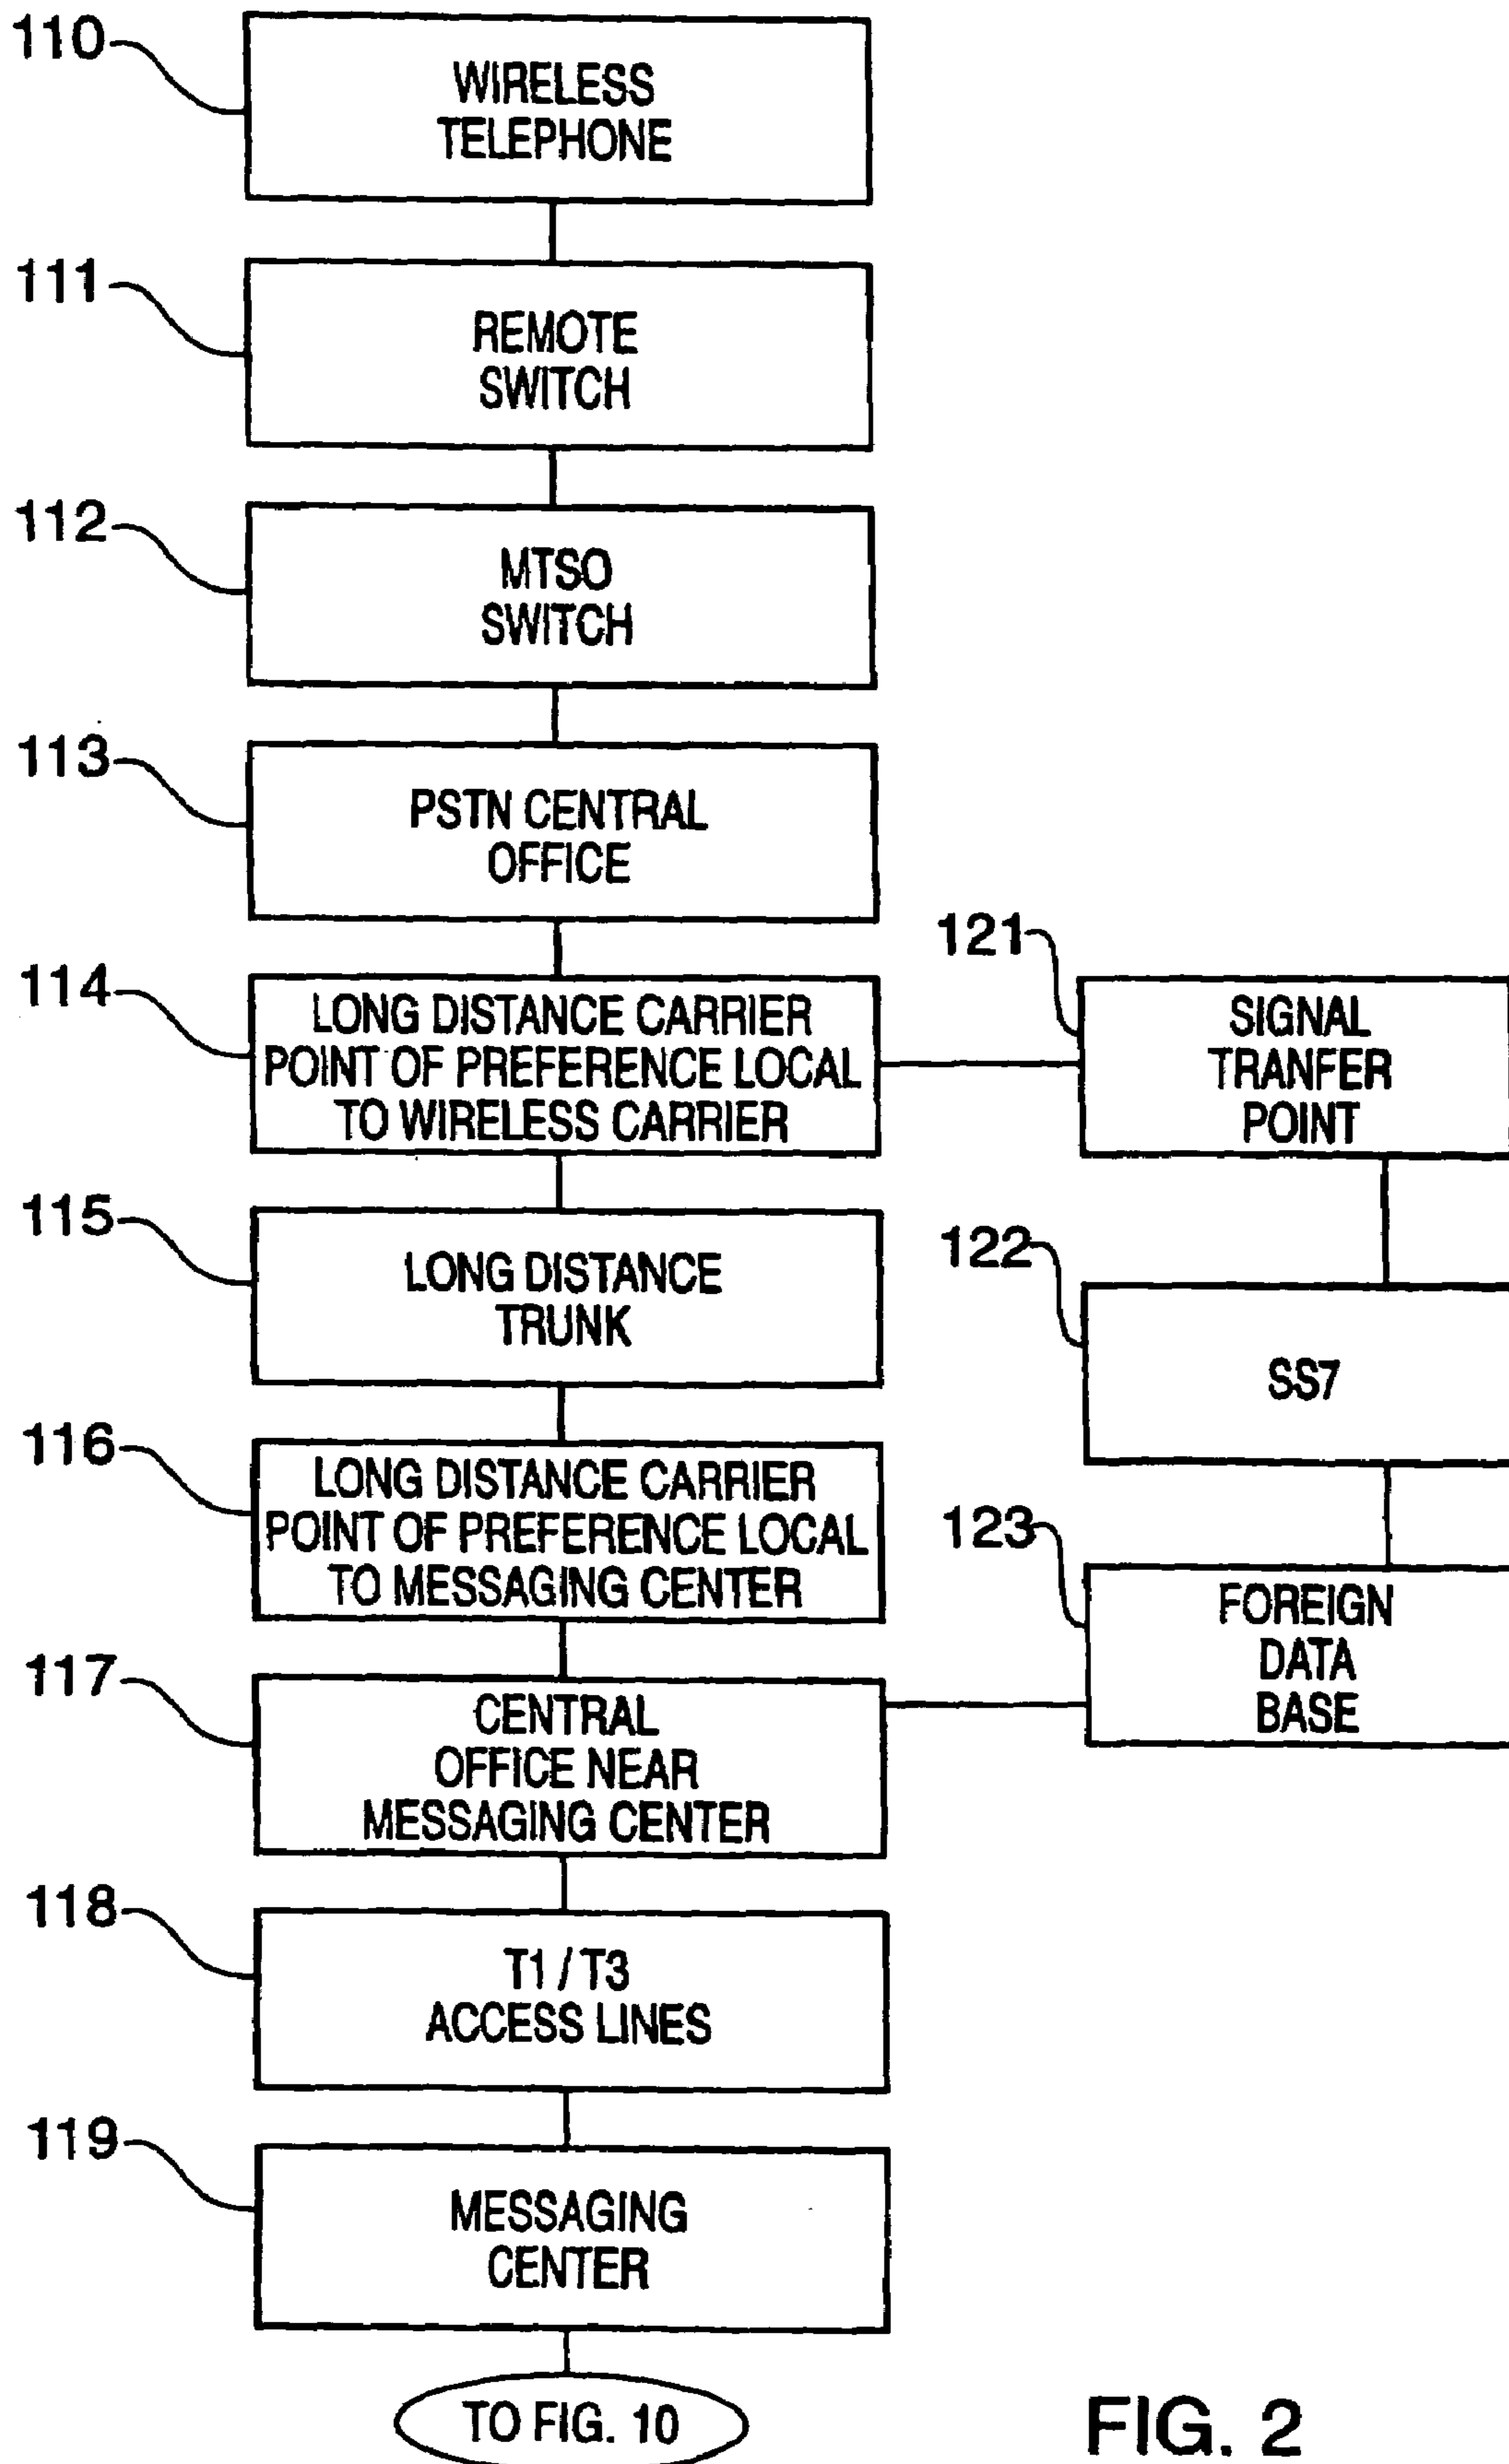 110
WIRELESS
TELEPHONE
111
REMOTE
SWITCH
112
MTSO
SWITCH
113
PSTN CENTRAL
OFFICE
114
LONG DISTANCE CARRIER
POINT OF PREFERENCE LOCAL
TO WIRELESS CARRIER
121
SIGNAL
TRANFER
POINT
115
LONG DISTANCE
TRUNK
122
SS7
116
LONG DISTANCE CARRIER
POINT OF PREFERENCE LOCAL
TO MESSAGING CENTER
123
FOREIGN
DATA
BASE
117
CENTRAL
OFFICE NEAR
MESSAGING CENTER
118
T1 / T3
ACCESS LINES
119
MESSAGING
CENTER
TO FIG. 10
FIG. 2